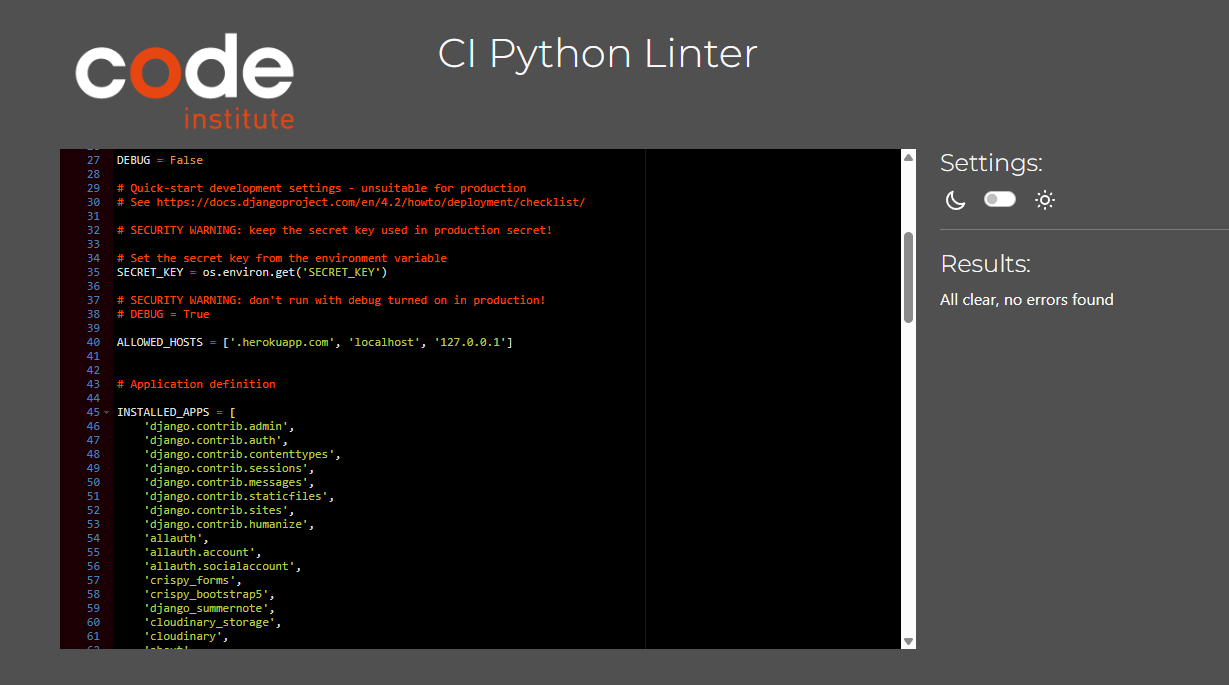 code
institute
CI Python Linter
27 DEBUG = False
28
29 # Quick-start development settings - unsuitable for production
30 # See https://docs.djangoproject.com/en/4.2/howto/deployment/checklist/
31
32 # SECURITY WARNING: keep the secret key used in production secret!
33
34 # Set the secret key from the environment variable
35 SECRET_KEY = os.environ.get('SECRET_KEY')
36
37 # SECURITY WARNING: don't run with debug turned on in production!
38 # DEBUG = True
39
40 ALLOWED_HOSTS = ['.herokuapp.com', 'localhost', '127.0.0.1']
41
42
43 # Application definition
44
45 INSTALLED_APPS = [
46     'django.contrib.admin',
47     'django.contrib.auth',
48     'django.contrib.contenttypes',
49     'django.contrib.sessions',
50     'django.contrib.messages',
51     'django.contrib.staticfiles',
52     'django.contrib.sites',
53     'django.contrib.humanize',
54     'allauth',
55     'allauth.account',
56     'allauth.socialaccount',
57     'crispy_forms',
58     'crispy_bootstrap5',
59     'django_summernote',
60     'cloudinary_storage',
61     'cloudinary',
Settings:
Results:
All clear, no errors found